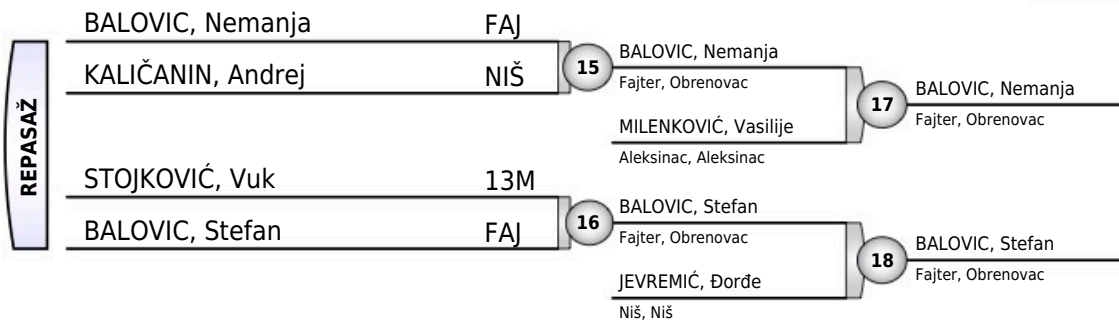 REPASAŽ
BALOVIC, Nemanja FAJ
KALIČANIN, Andrej NIŠ
15
BALOVIC, Nemanja
Fajter, Obrenovac
MILENKOVIĆ, Vasilije
Aleksinac, Aleksinac
17
BALOVIC, Nemanja
Fajter, Obrenovac
STOJKOVIĆ, Vuk 13M
BALOVIC, Stefan FAJ
16
BALOVIC, Stefan
Fajter, Obrenovac
JEVREMIĆ, Đorđe
Niš, Niš
18
BALOVIC, Stefan
Fajter, Obrenovac